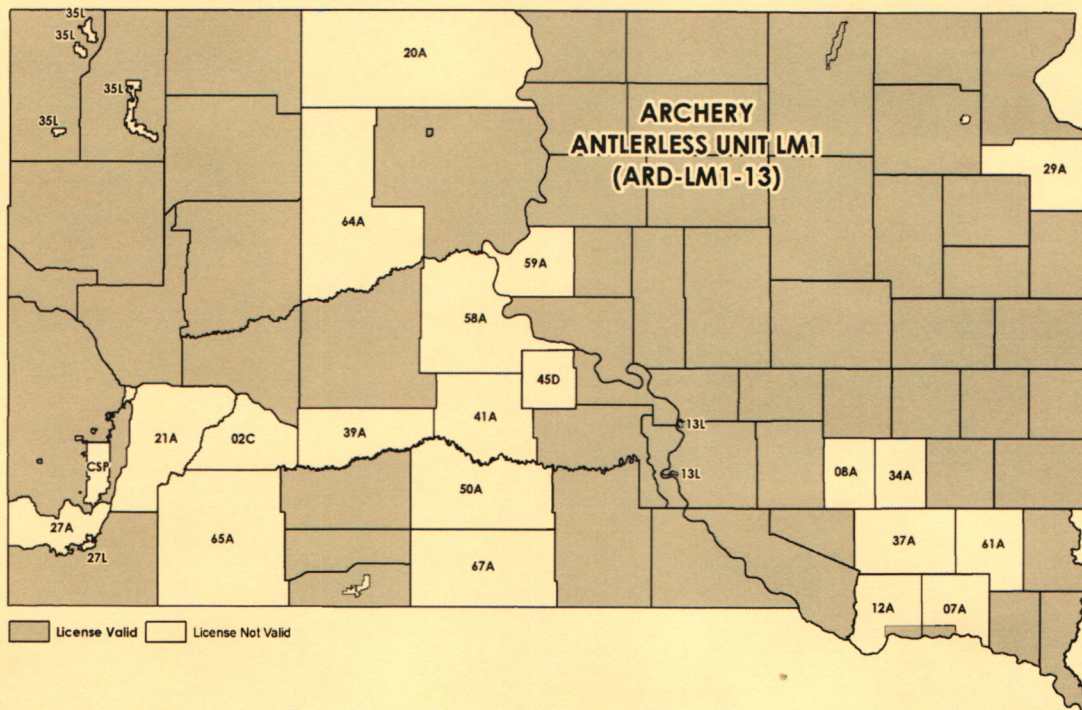 35L
35L
20A
35L
35L
ARCHERY
ANTLERLESS UNIT LM1
(ARD-LM1-13)
29A
64A
59A
58A
45D
21A
02C
39A
41A
13L
CSP
13L
08A
34A
50A
27A
65A
37A
61A
27L
67A
12A
07A
License Valid
License Not Valid